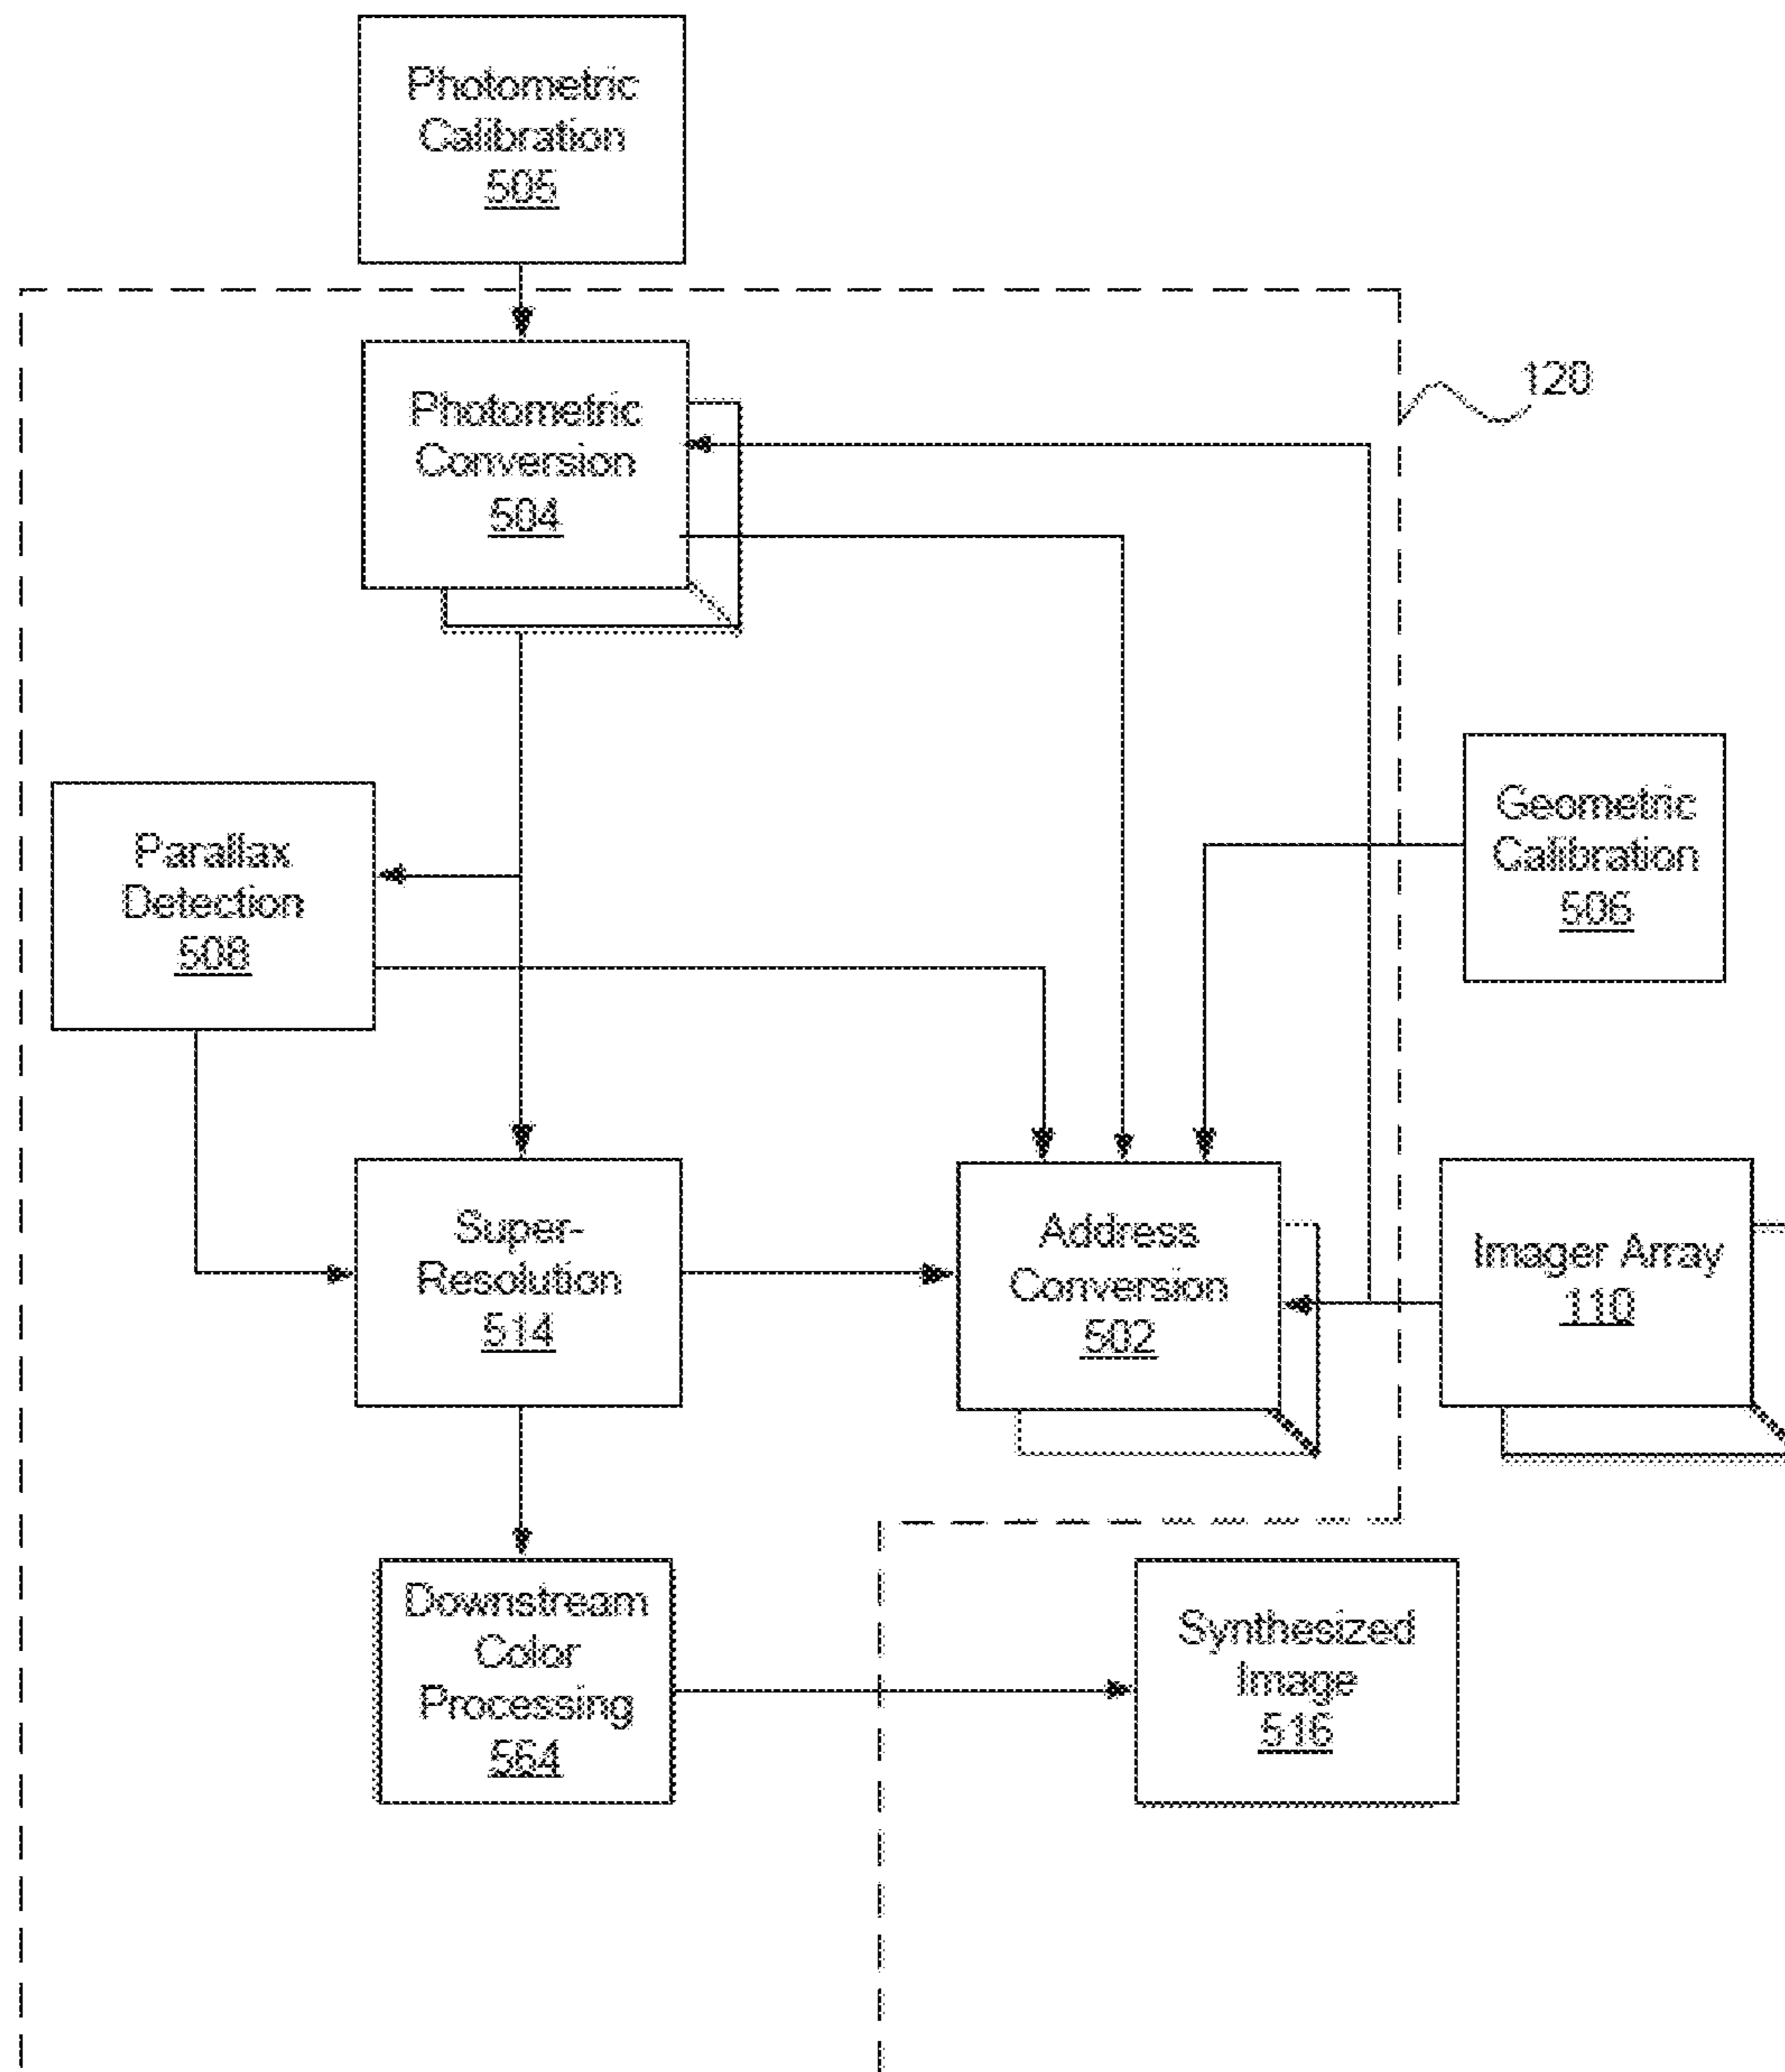 Photometric
Calibration
505
120
Photometric
Conversion
504
Geometric
Calibration
506
Parallax
Detection
508
Super-
Resolution
514
Address
Conversion
502
Imager Array
110
Downstream
Color
Processing
564
Synthesized
Image
516